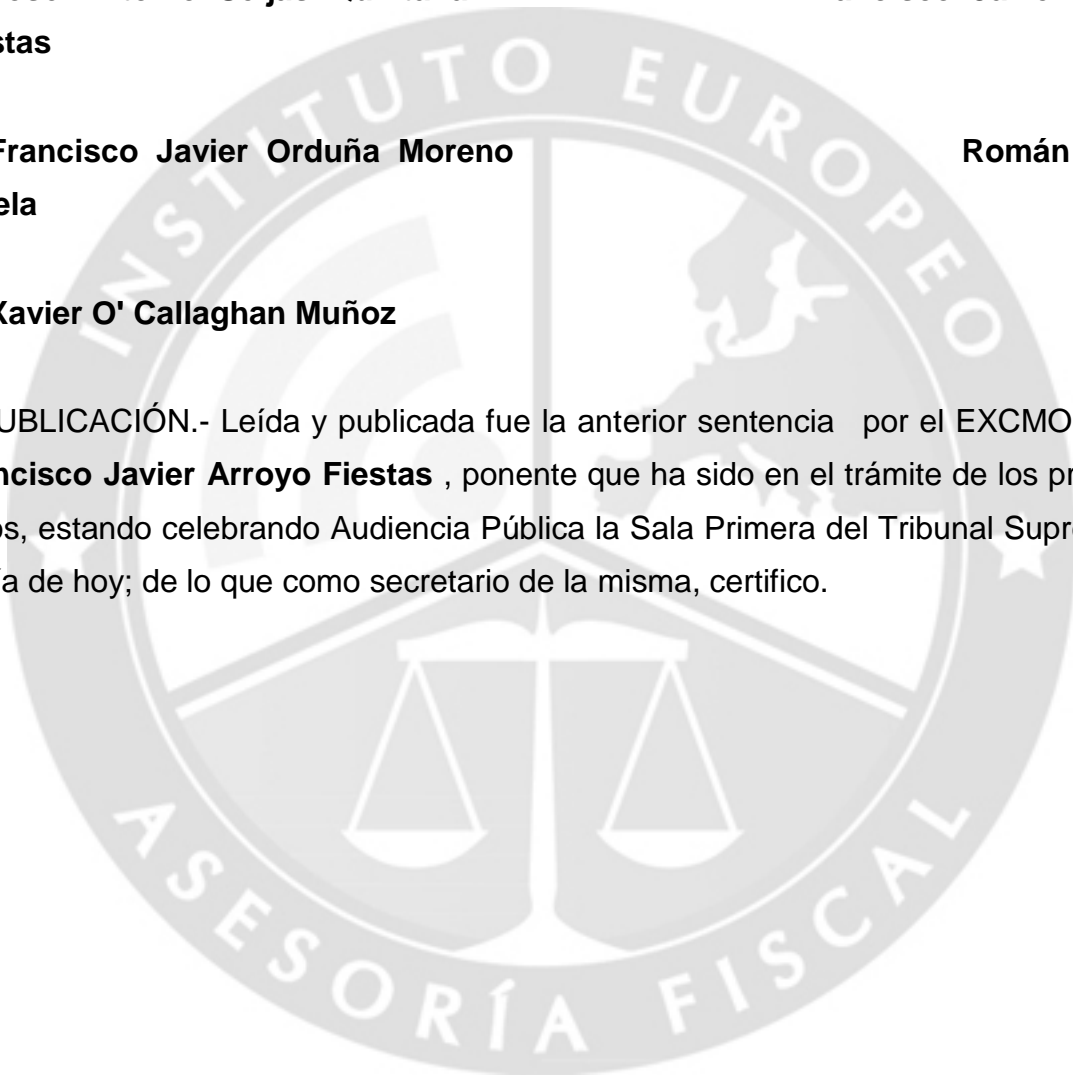 stas
Francisco Javier Orduña Moreno Román
ela
Xavier O' Callaghan Muñoz
UBLICACIÓN.- Leída y publicada fue la anterior sentencia por el EXCMO
ncisco Javier Arroyo Fiestas , ponente que ha sido en el trámite de los pr
os, estando celebrando Audiencia Pública la Sala Primera del Tribunal Supr
ía de hoy; de lo que como secretario de la misma, certifico.
INSTITUTO EUROPEO
ASESORÍA FISCAL